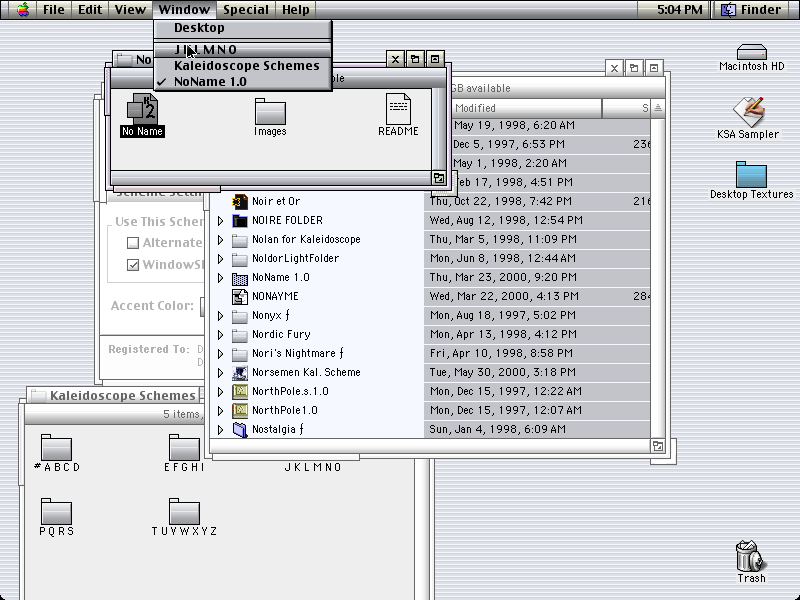 File Edit View Window Special Help 5:04 PM Finder
Desktop
J K L M N O
Kaleidoscope Schemes
NoName 1.0
No Name
Images
README
GB available
Modified S
May 19, 1998, 6:20 AM
Dec 5, 1997, 6:53 PM
May 1, 1998, 2:20 AM
Feb 17, 1998, 4:51 PM
Noir et Or Thu, Oct 22, 1998, 7:42 PM
NOIRE FOLDER Wed, Aug 12, 1998, 12:54 PM
Nolan for Kaleidoscope Thu, Mar 5, 1998, 11:09 PM
NoldorLightFolder Mon, Jun 8, 1998, 12:44 AM
NoName 1.0 Thu, Mar 23, 2000, 9:20 PM
NONAYME Wed, Mar 22, 2000, 4:13 PM
Nonyx ƒ Mon, Aug 18, 1997, 5:02 PM
Nordic Fury Mon, Apr 13, 1998, 4:12 PM
Nori's Nightmare ƒ Fri, Apr 10, 1998, 8:58 PM
Norsemen Kal. Scheme Tue, May 30, 2000, 3:18 PM
NorthPole.s.1.0 Mon, Dec 15, 1997, 12:22 AM
NorthPole1.0 Mon, Dec 15, 1997, 12:07 AM
Nostalgia ƒ Sun, Jan 4, 1998, 6:09 AM
Use This Scheme
Alternate
WindowSh
Accent Color:
Registered To:
Kaleidoscope Schemes
5 items,
#ABCD
EFGHI
JKLMNO
PQRS
TUVWXYZ
Macintosh HD
KSA Sampler
Desktop Textures
Trash